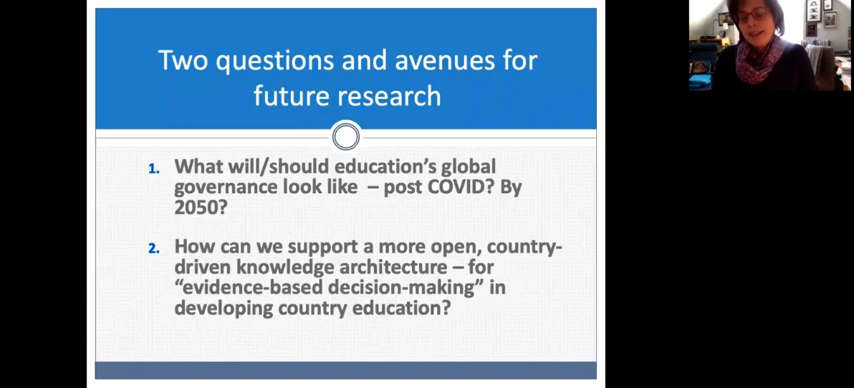 Two questions and avenues for
future research
1. What will/should education's global
governance look like – post COVID? By
2050?
2. How can we support a more open, country-
driven knowledge architecture – for
“evidence-based decision-making” in
developing country education?